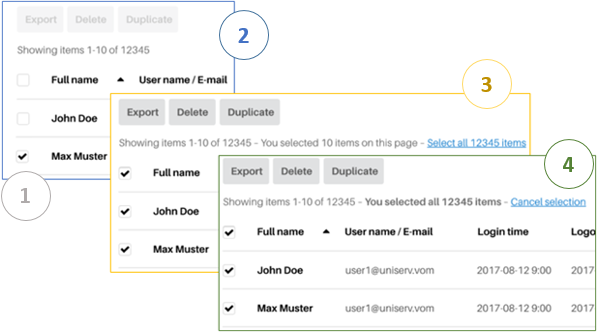 Export Delete Duplicate
Showing items 1-10 of 12345
Full name User name / E-mail
John Doe
Max Muster
1
2
Export Delete Duplicate
Showing items 1-10 of 12345 - You selected 10 items on this page - Select all 12345 items
Full name
John Doe
Max Muster
3
Export Delete Duplicate
Showing items 1-10 of 12345 - You selected all 12345 items - Cancel selection
Full name User name / E-mail Login time Logo
John Doe user1@uniserv.vom 2017-08-12 9:00 2017-
Max Muster user1@uniserv.vom 2017-08-12 9:00 2017-
4